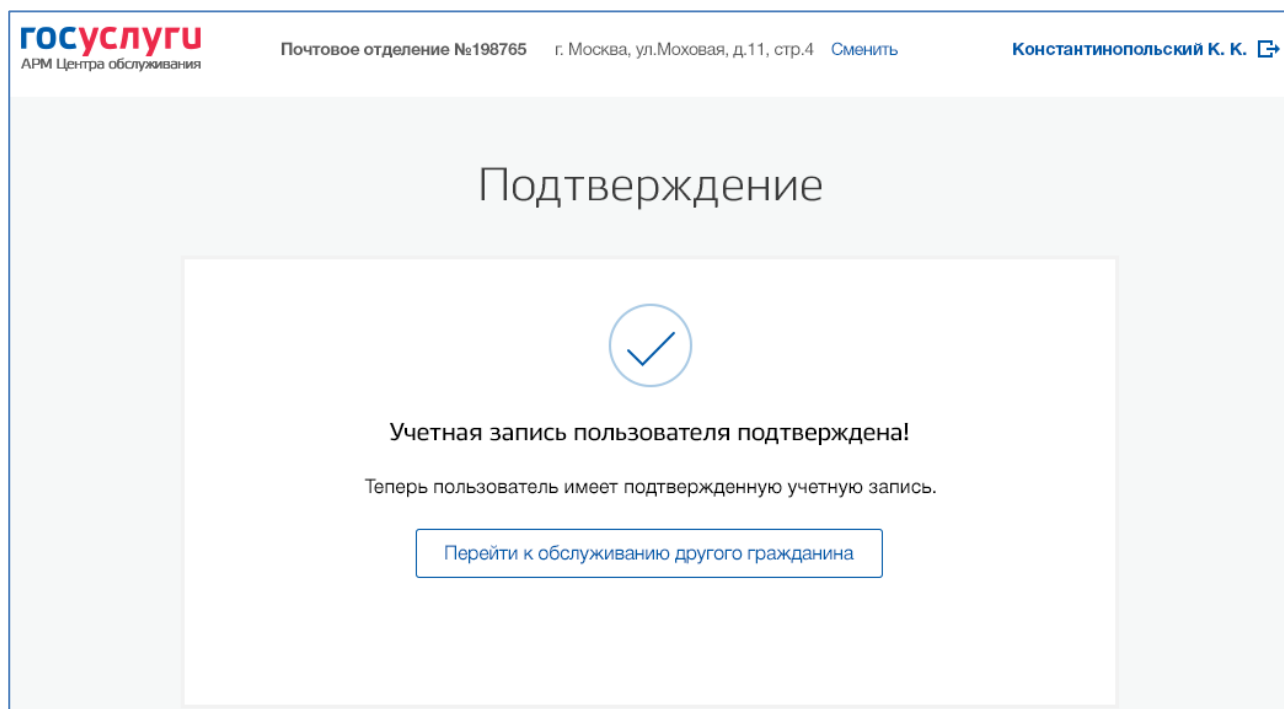 госуслуги
АРМ Центра обслуживания
Почтовое отделение №198765 г. Москва, ул.Моховая, д.11, стр.4 Сменить
Константинопольский К. К.
Подтверждение
Учетная запись пользователя подтверждена!
Теперь пользователь имеет подтвержденную учетную запись.
Перейти к обслуживанию другого гражданина